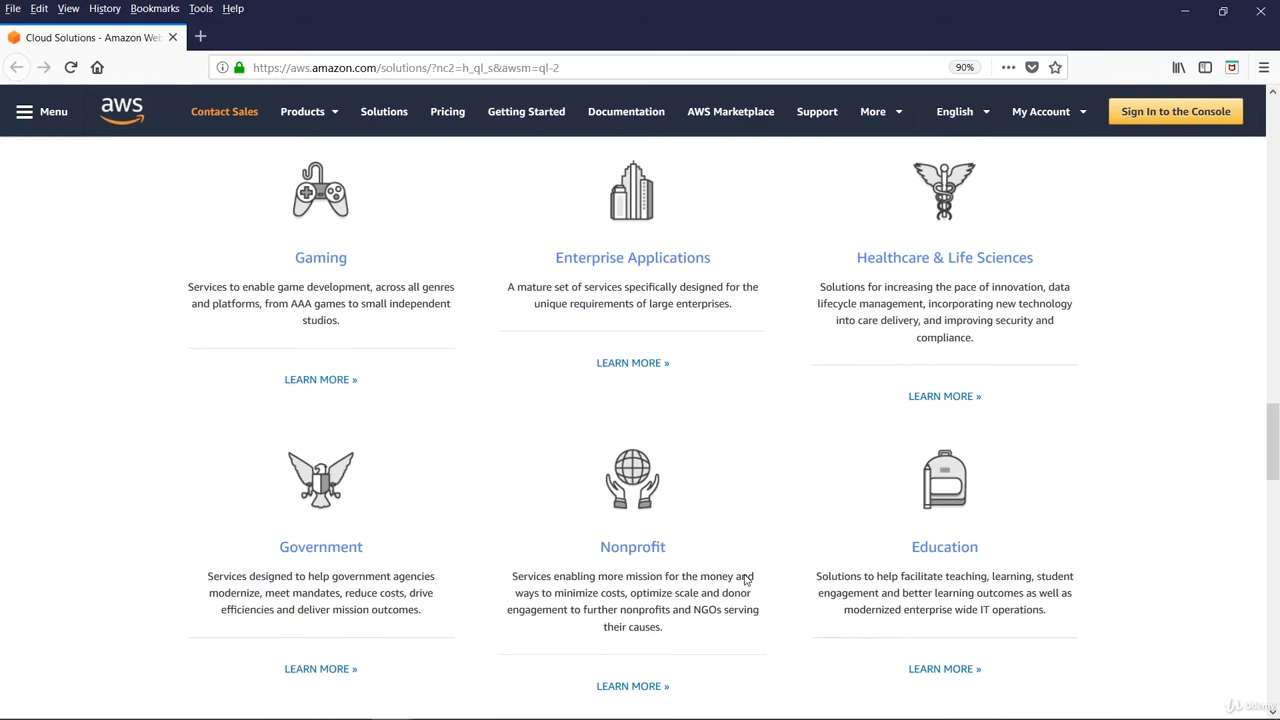 File Edit View History Bookmarks Tools Help
Cloud Solutions - Amazon Web
https://aws.amazon.com/solutions/?nc2=h_ql_s&awsm=ql-2
90%
Menu
aws
Contact Sales
Products
Solutions
Pricing
Getting Started
Documentation
AWS Marketplace
Support
More
English
My Account
Sign In to the Console
Gaming
Services to enable game development, across all genres
and platforms, from AAA games to small independent
studios.
LEARN MORE »
Enterprise Applications
A mature set of services specifically designed for the
unique requirements of large enterprises.
LEARN MORE »
Healthcare & Life Sciences
Solutions for increasing the pace of innovation, data
lifecycle management, incorporating new technology
into care delivery, and improving security and
compliance.
LEARN MORE »
Government
Services designed to help government agencies
modernize, meet mandates, reduce costs, drive
efficiencies and deliver mission outcomes.
LEARN MORE »
Nonprofit
Services enabling more mission for the money and
ways to minimize costs, optimize scale and donor
engagement to further nonprofits and NGOs serving
their causes.
LEARN MORE »
Education
Solutions to help facilitate teaching, learning, student
engagement and better learning outcomes as well as
modernized enterprise wide IT operations.
LEARN MORE »
Udemy